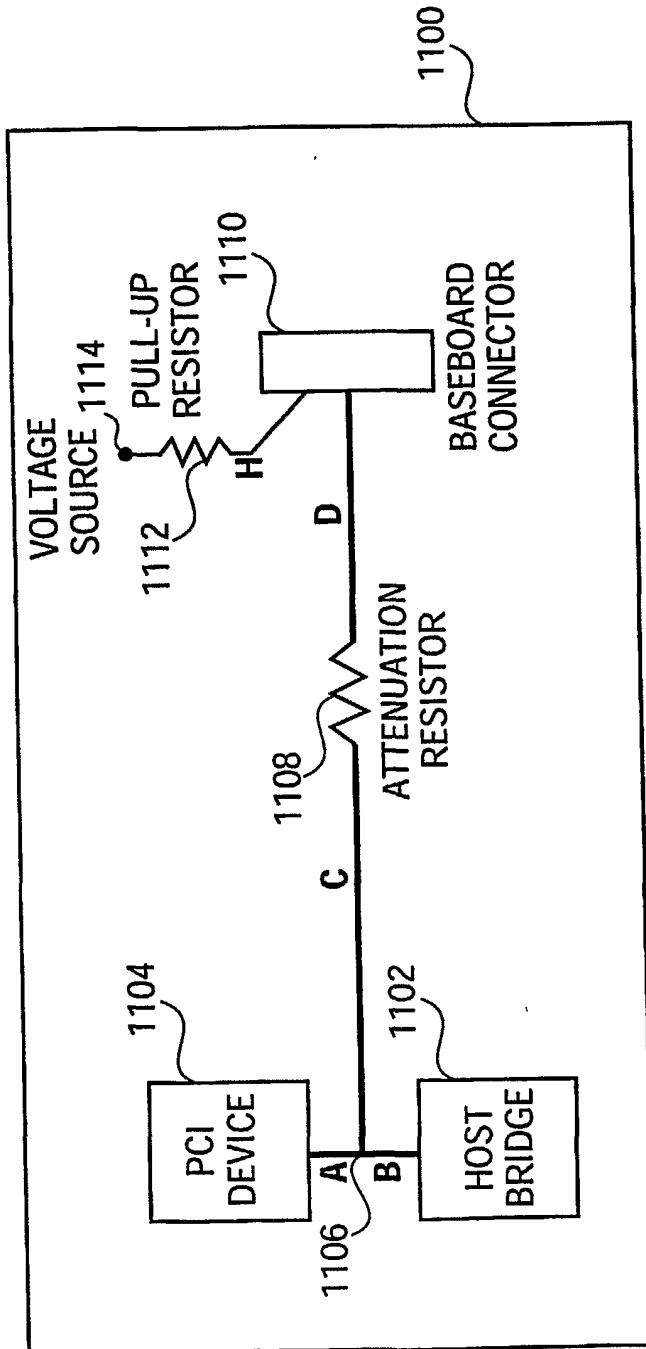 1100
VOLTAGE
SOURCE 1114
PULL-UP
RESISTOR
1110
1112
H
BASEBOARD
CONNECTOR
D
1108
ATTENUATION
RESISTOR
C
1104
PCI
DEVICE
A
1106
B
1102
HOST
BRIDGE